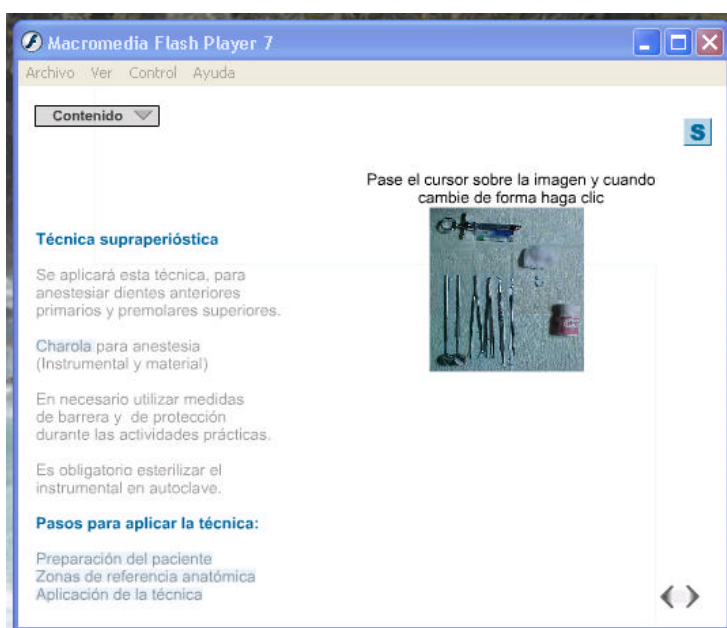 Macromedia Flash Player 7
Archivo Ver Control Ayuda
Contenido
S
Pase el cursor sobre la imagen y cuando
cambie de forma haga clic
Técnica supraperióstica
Se aplicará esta técnica, para
anestesiar dientes anteriores
primarios y premolares superiores.
Charola para anestesia
(Instrumental y material)
En necesario utilizar medidas
de barrera y de protección
durante las actividades prácticas.
Es obligatorio esterilizar el
instrumental en autoclave.
Pasos para aplicar la técnica:
Preparación del paciente
Zonas de referencia anatómica
Aplicación de la técnica